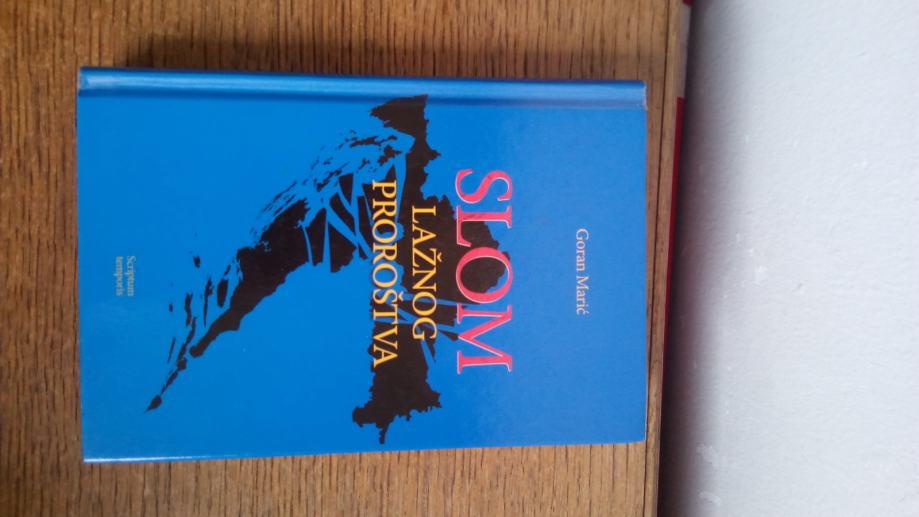 Goran Marić
SLOM
LAŽNOG
PROROŠTVA
Scriptum
temporis